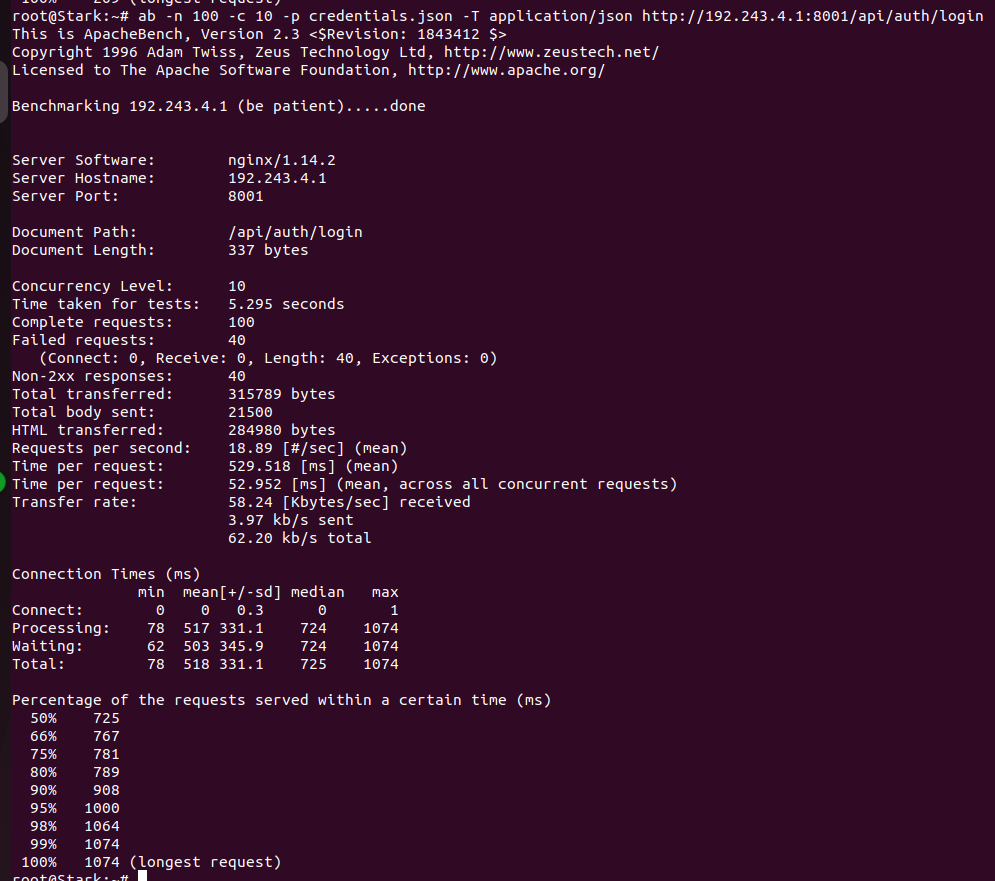 100% 209 (longest request)
root@Stark:~# ab -n 100 -c 10 -p credentials.json -T application/json http://192.243.4.1:8001/api/auth/login
This is ApacheBench, Version 2.3 <$Revision: 1843412 $>
Copyright 1996 Adam Twiss, Zeus Technology Ltd, http://www.zeustech.net/
Licensed to The Apache Software Foundation, http://www.apache.org/
Benchmarking 192.243.4.1 (be patient).....done
Server Software: nginx/1.14.2
Server Hostname: 192.243.4.1
Server Port: 8001
Document Path: /api/auth/login
Document Length: 337 bytes
Concurrency Level: 10
Time taken for tests: 5.295 seconds
Complete requests: 100
Failed requests: 40
(Connect: 0, Receive: 0, Length: 40, Exceptions: 0)
Non-2xx responses: 40
Total transferred: 315789 bytes
Total body sent: 21500
HTML transferred: 284980 bytes
Requests per second: 18.89 [#/sec] (mean)
Time per request: 529.518 [ms] (mean)
Time per request: 52.952 [ms] (mean, across all concurrent requests)
Transfer rate: 58.24 [Kbytes/sec] received
3.97 kb/s sent
62.20 kb/s total
Connection Times (ms)
min mean[+/-sd] median max
Connect: 0 0 0.3 0 1
Processing: 78 517 331.1 724 1074
Waiting: 62 503 345.9 724 1074
Total: 78 518 331.1 725 1074
Percentage of the requests served within a certain time (ms)
50% 725
66% 767
75% 781
80% 789
90% 908
95% 1000
98% 1064
99% 1074
100% 1074 (longest request)
root@Stark:~#